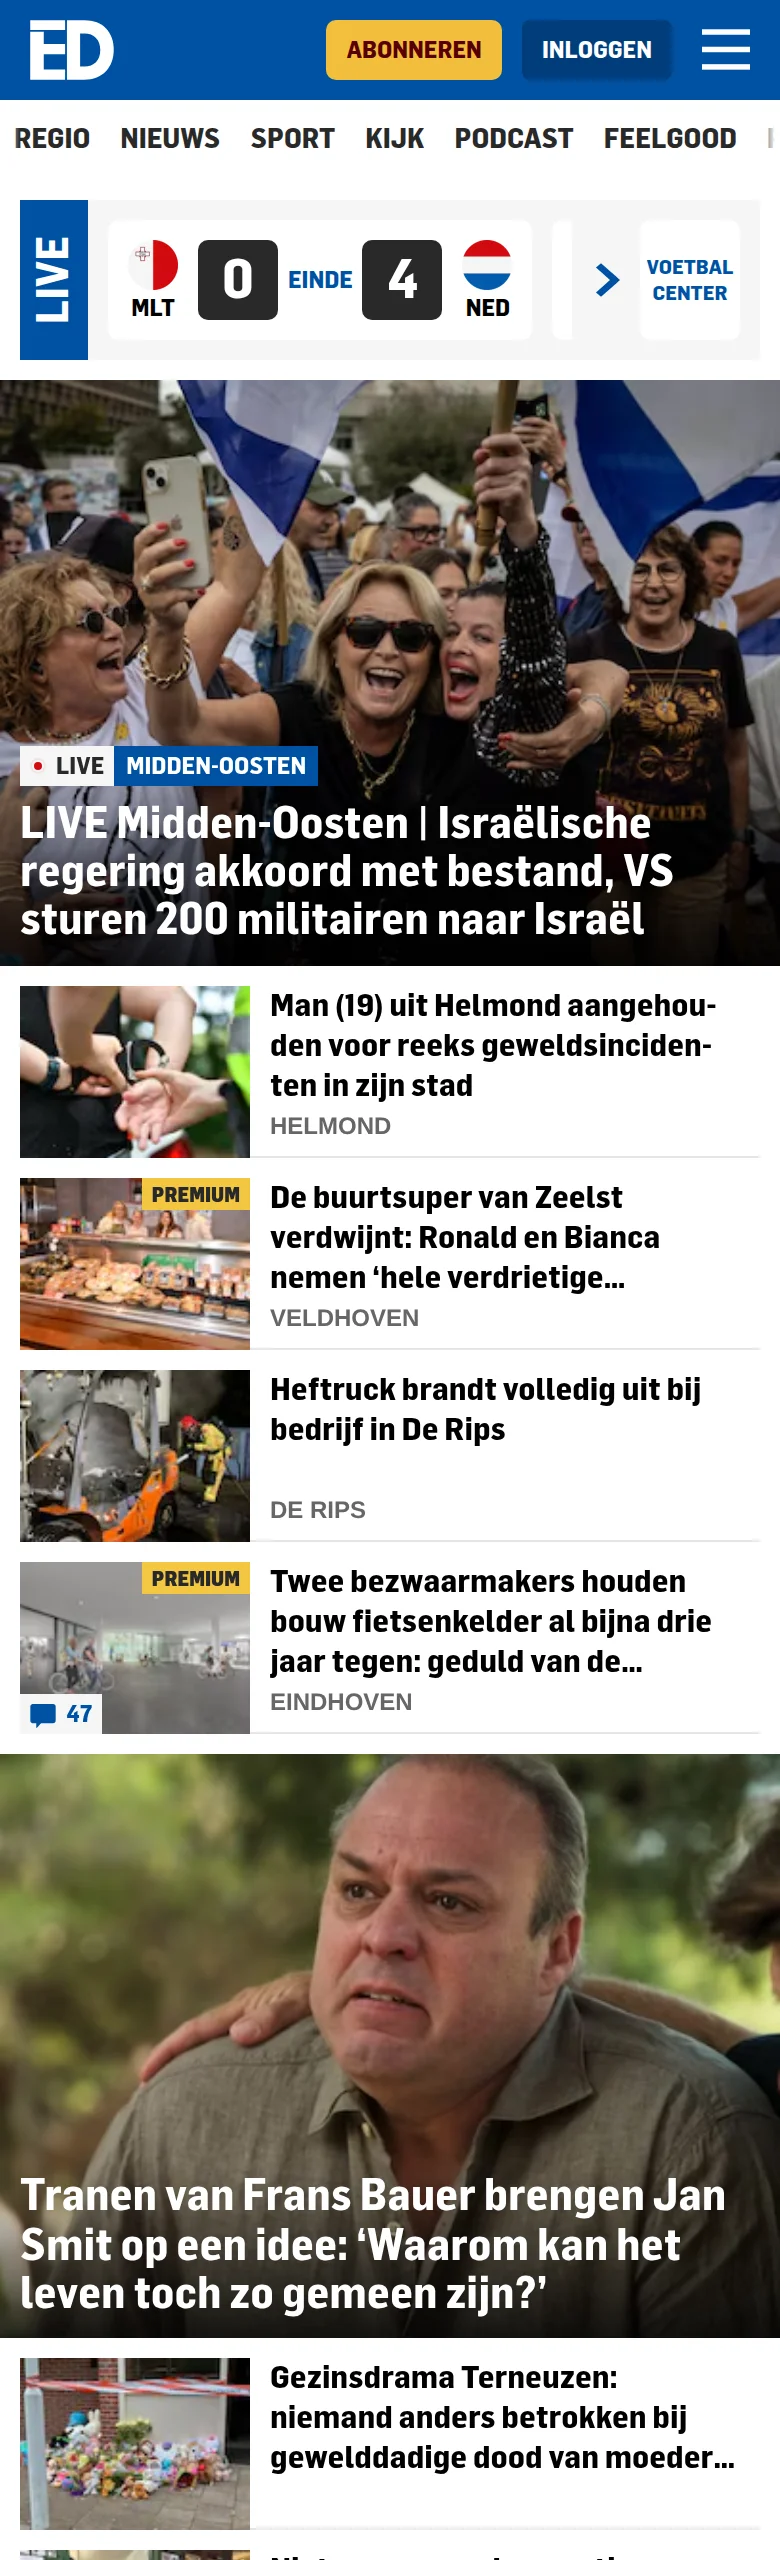 ED
ABONNEREN
INLOGGEN
REGIO NIEUWS SPORT KIJK PODCAST FEELGOOD
LIVE
MLT
0
EINDE
4
NED
VOETBAL
CENTER
LIVE MIDDEN-OOSTEN
LIVE Midden-Oosten | Israëlische
regering akkoord met bestand, VS
sturen 200 militairen naar Israël
Man (19) uit Helmond aangehou-
den voor reeks geweldsinciden-
ten in zijn stad
HELMOND
PREMIUM
De buurtsuper van Zeelst
verdwijnt: Ronald en Bianca
nemen ‘hele verdrietige...
VELDHOVEN
Heftruck brandt volledig uit bij
bedrijf in De Rips
DE RIPS
PREMIUM
47
Twee bezwaarmakers houden
bouw fietsenkelder al bijna drie
jaar tegen: geduld van de...
EINDHOVEN
Tranen van Frans Bauer brengen Jan
Smit op een idee: ‘Waarom kan het
leven toch zo gemeen zijn?’
Gezinsdrama Terneuzen:
niemand anders betrokken bij
gewelddadige dood van moeder...